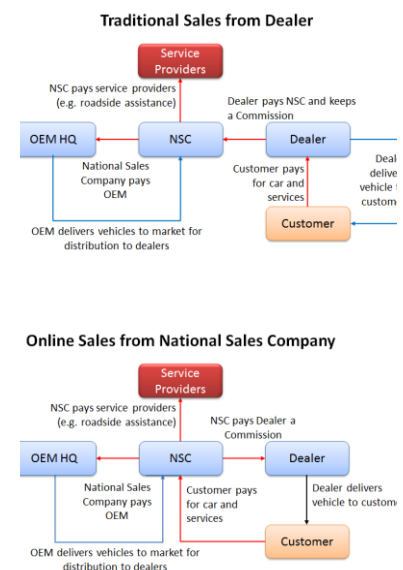 Traditional Sales from Dealer
Service
Providers
NSC pays service providers
(e.g. roadside assistance)
Dealer pays NSC and keeps
a Commission
OEM HQ
NSC
Dealer
National Sales
Company pays
OEM
Customer pays
for car and
services
Customer
OEM delivers vehicles to market for
distribution to dealers
Online Sales from National Sales Company
Service
Providers
NSC pays service providers
(e.g. roadside assistance)
NSC pays Dealer a
Commission
OEM HQ
NSC
Dealer
National Sales
Company pays
OEM
Customer pays
for car and
services
Dealer delivers
vehicle to
Customer
OEM delivers vehicles to market for
distribution to dealers